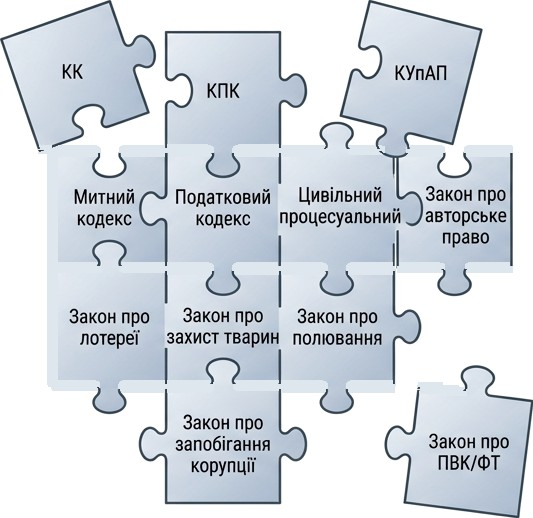 КК
КПК
КУпАП
Митний
кодекс
Податковий
кодекс
Цивільний
процесуальний
Закон про
авторське
право
Закон про
лотереї
Закон про
захист тварин
Закон про
полювання
Закон про
запобігання
корупції
Закон про
ПВК/ФТ